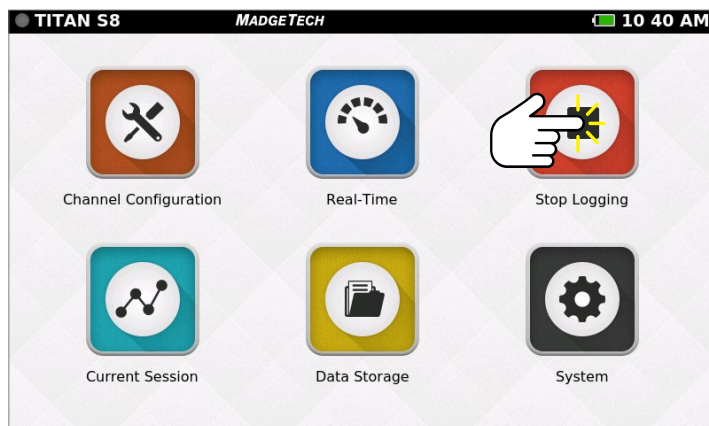 TITAN S8 MADGETECH 10 40 AM
Channel Configuration Real-Time Stop Logging
Current Session Data Storage System